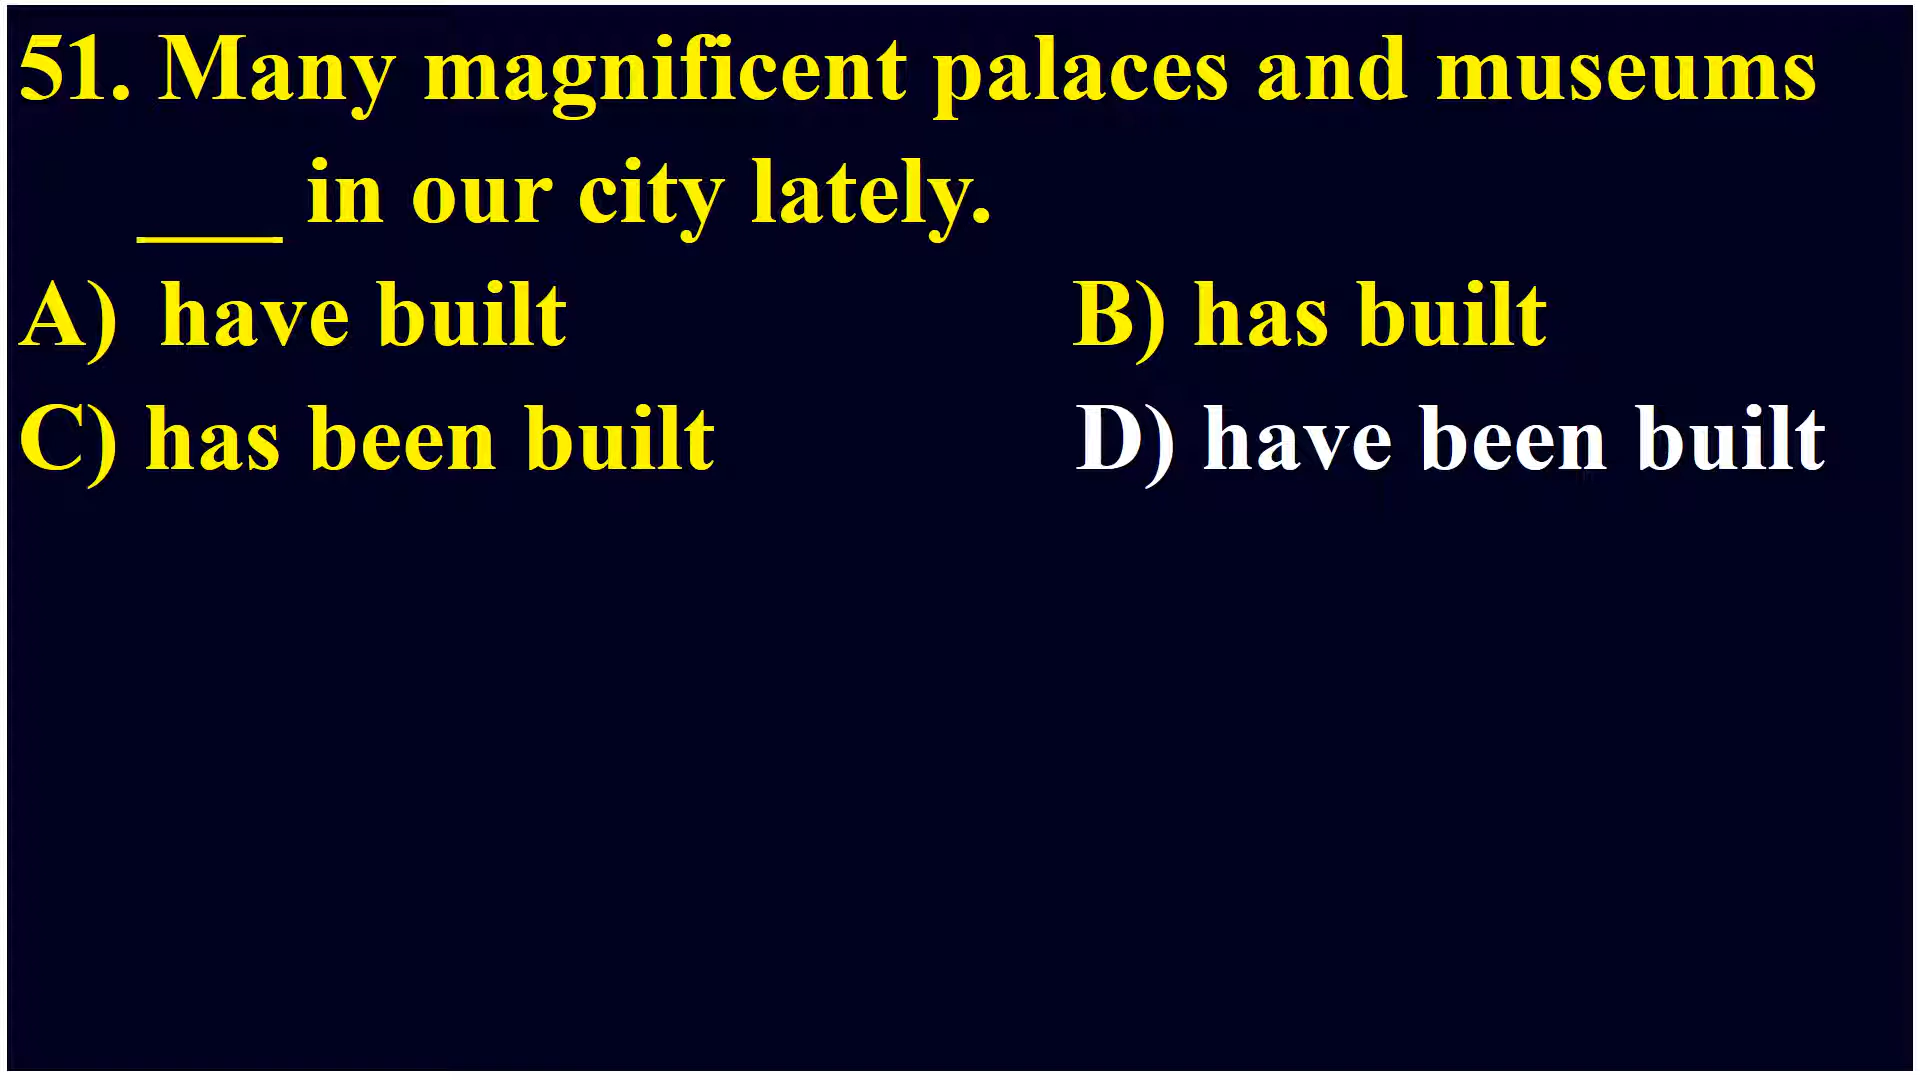 51. Many magnificent palaces and museums
___ in our city lately.
A) have built B) has built
C) has been built D) have been built